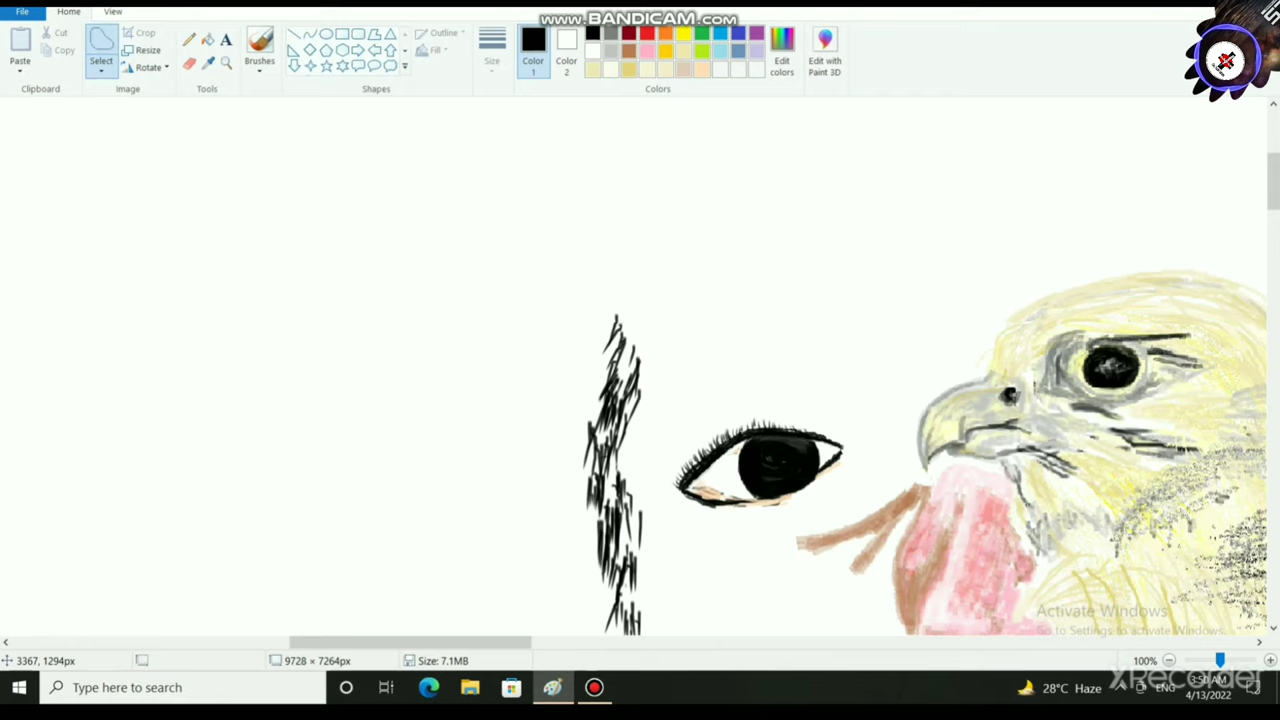 www.BANDICAM.com
File Home View
Paste
Cut
Copy
Clipboard
Select
Crop
Resize
Rotate
Image
Tools
Brushes
Shapes
Outline
Fill
Size
Color 1
Color 2
Colors
Edit colors
Edit with Paint 3D
Activate Windows
Go to Settings to activate Windows.
3367, 1294px
9728 × 7264px
Size: 7.1MB
100%
XRecorder
Type here to search
28°C Haze
ENG
3:50 AM
4/13/2022